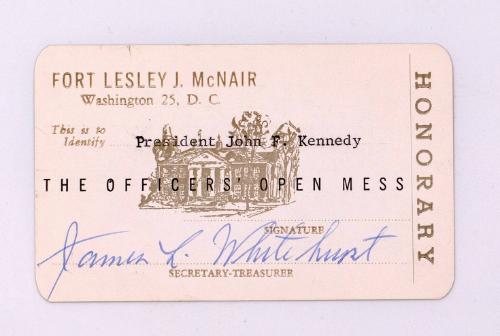 FORT LESLEY J. McNAIR
Washington 25, D. C.
This is to
Identify
President John F. Kennedy
THE OFFICERS' OPEN MESS
SIGNATURE
James L. Whitehurst
SECRETARY-TREASURER
HONORARY